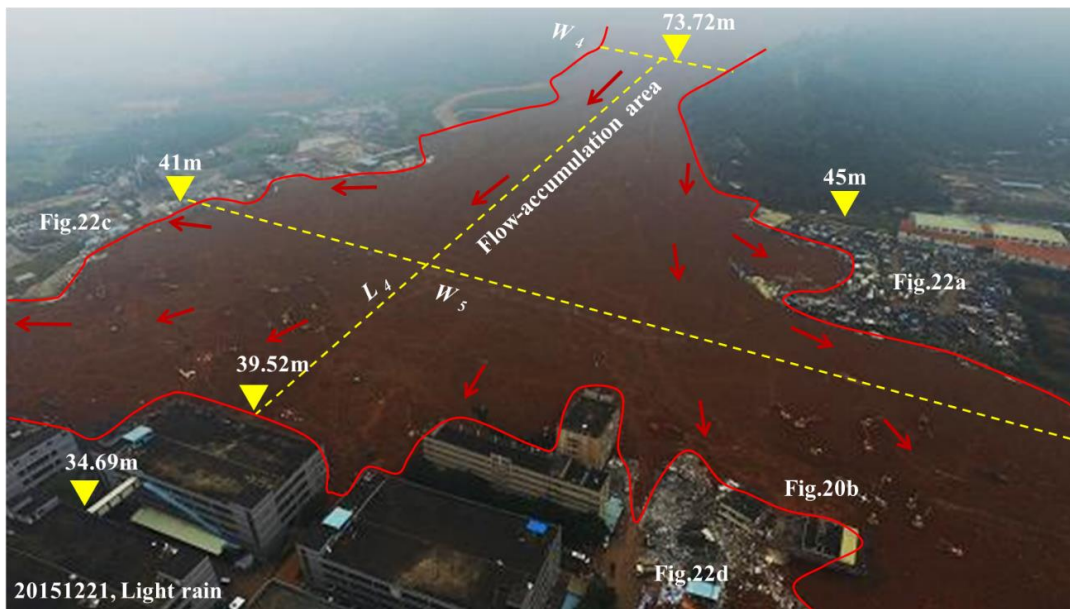 W4
73.72m
Flow-accumulation area
41m
45m
Fig.22c
Fig.22a
L4
W5
39.52m
34.69m
Fig.20b
Fig.22d
20151221, Light rain